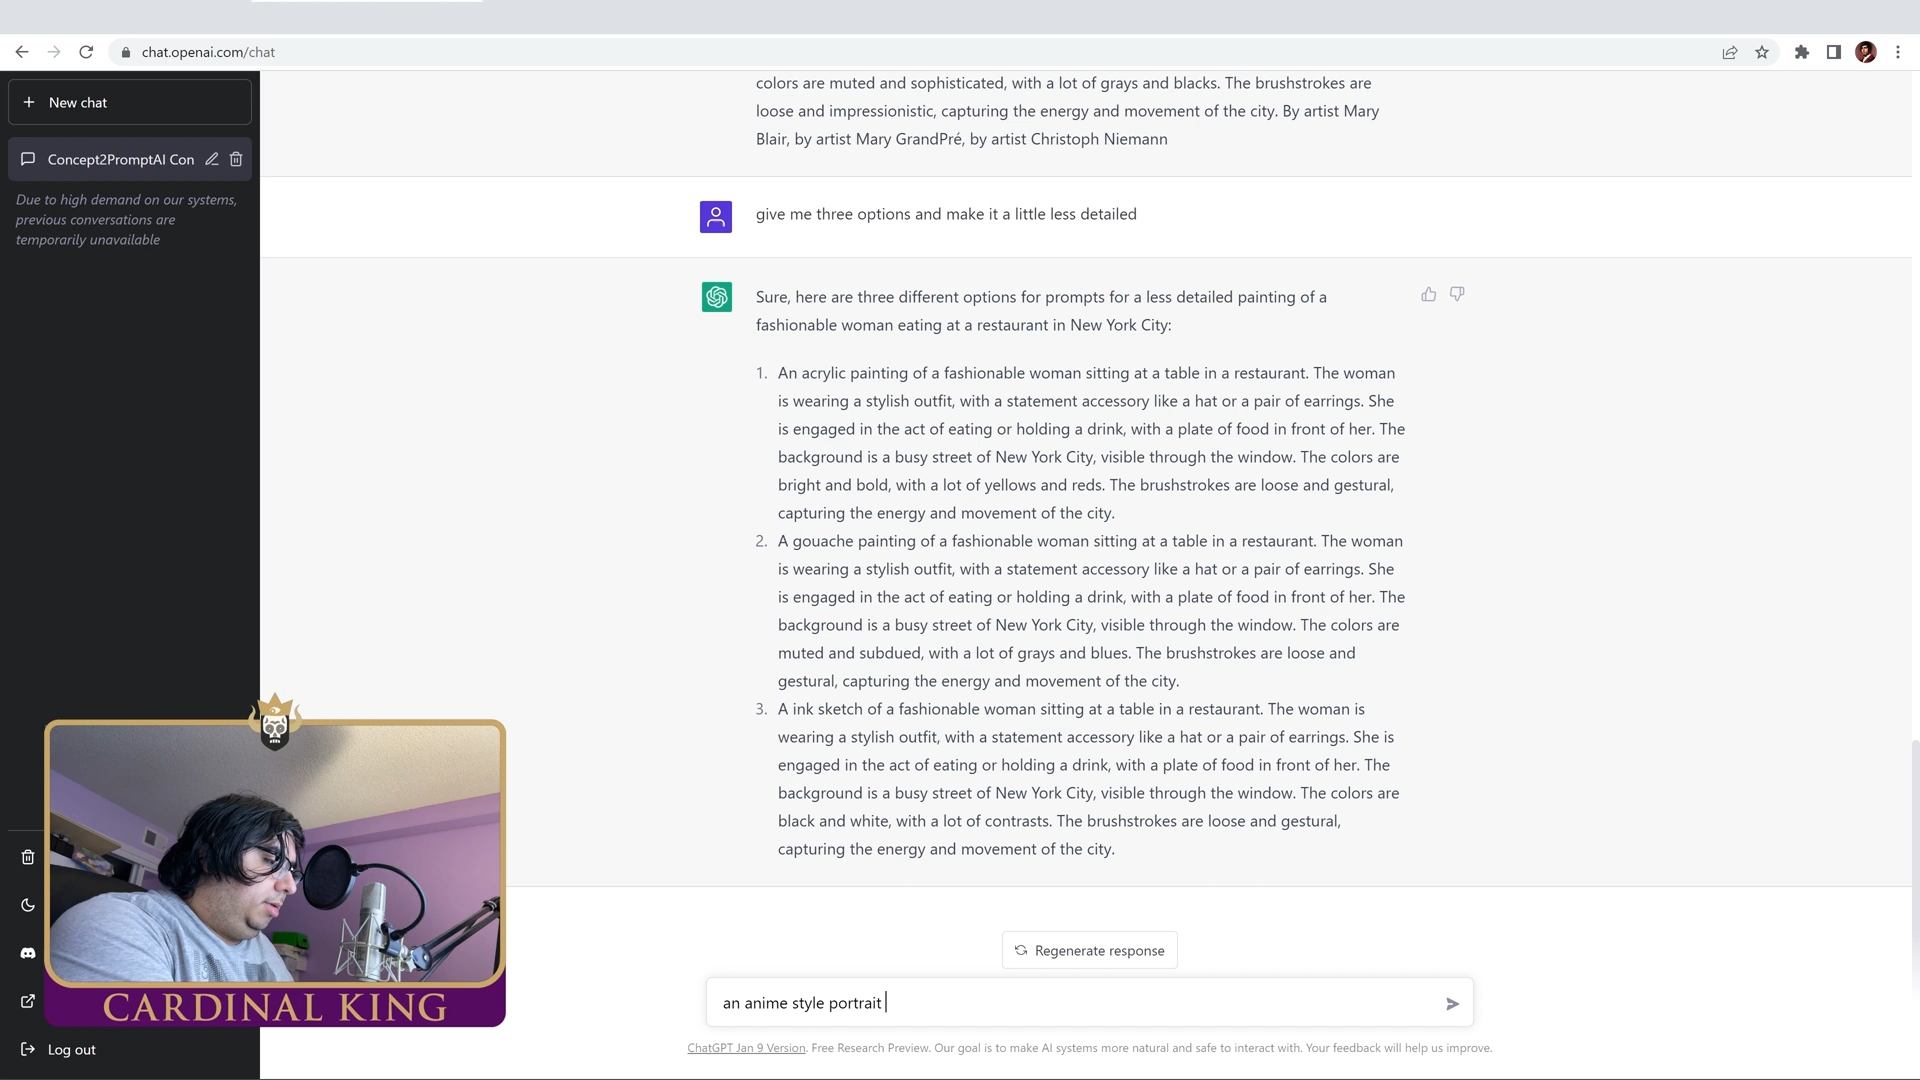 chat.openai.com/chat
New chat
Concept2PromptAI Con
Due to high demand on our systems,
previous conversations are
temporarily unavailable
colors are muted and sophisticated, with a lot of grays and blacks. The brushstrokes are
loose and impressionistic, capturing the energy and movement of the city. By artist Mary
Blair, by artist Mary GrandPré, by artist Christoph Niemann
give me three options and make it a little less detailed
Sure, here are three different options for prompts for a less detailed painting of a
fashionable woman eating at a restaurant in New York City:
1. An acrylic painting of a fashionable woman sitting at a table in a restaurant. The woman
is wearing a stylish outfit, with a statement accessory like a hat or a pair of earrings. She
is engaged in the act of eating or holding a drink, with a plate of food in front of her. The
background is a busy street of New York City, visible through the window. The colors are
bright and bold, with a lot of yellows and reds. The brushstrokes are loose and gestural,
capturing the energy and movement of the city.
2. A gouache painting of a fashionable woman sitting at a table in a restaurant. The woman
is wearing a stylish outfit, with a statement accessory like a hat or a pair of earrings. She
is engaged in the act of eating or holding a drink, with a plate of food in front of her. The
background is a busy street of New York City, visible through the window. The colors are
muted and subdued, with a lot of grays and blues. The brushstrokes are loose and
gestural, capturing the energy and movement of the city.
3. A ink sketch of a fashionable woman sitting at a table in a restaurant. The woman is
wearing a stylish outfit, with a statement accessory like a hat or a pair of earrings. She is
engaged in the act of eating or holding a drink, with a plate of food in front of her. The
background is a busy street of New York City, visible through the window. The colors are
black and white, with a lot of contrasts. The brushstrokes are loose and gestural,
capturing the energy and movement of the city.
Regenerate response
an anime style portrait
ChatGPT Jan 9 Version. Free Research Preview. Our goal is to make AI systems more natural and safe to interact with. Your feedback will help us improve.
CARDINAL KING
Log out